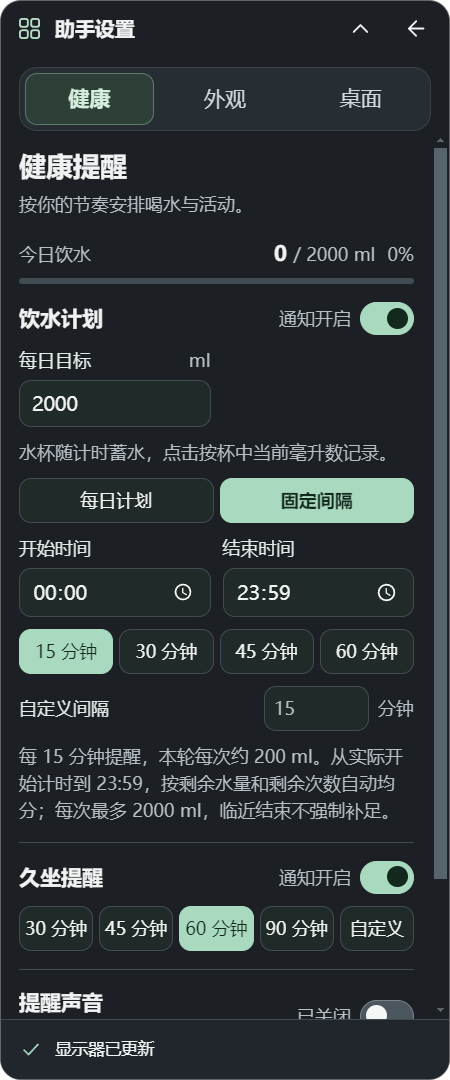 助手设置
健康 外观 桌面
健康提醒
按你的节奏安排喝水与活动。
今日饮水 0 / 2000 ml 0%
饮水计划 通知开启
每日目标 ml
2000
水杯随计时蓄水，点击按杯中当前毫升数记录。
每日计划 固定间隔
开始时间 结束时间
00:00 23:59
15 分钟 30 分钟 45 分钟 60 分钟
自定义间隔 15 分钟
每 15 分钟提醒，本轮每次约 200 ml。从实际开
始计时到 23:59，按剩余水量和剩余次数自动均
分；每次最多 2000 ml，临近结束不强制补足。
久坐提醒 通知开启
30 分钟 45 分钟 60 分钟 90 分钟 自定义
提醒声音 已关闭
显示器已更新